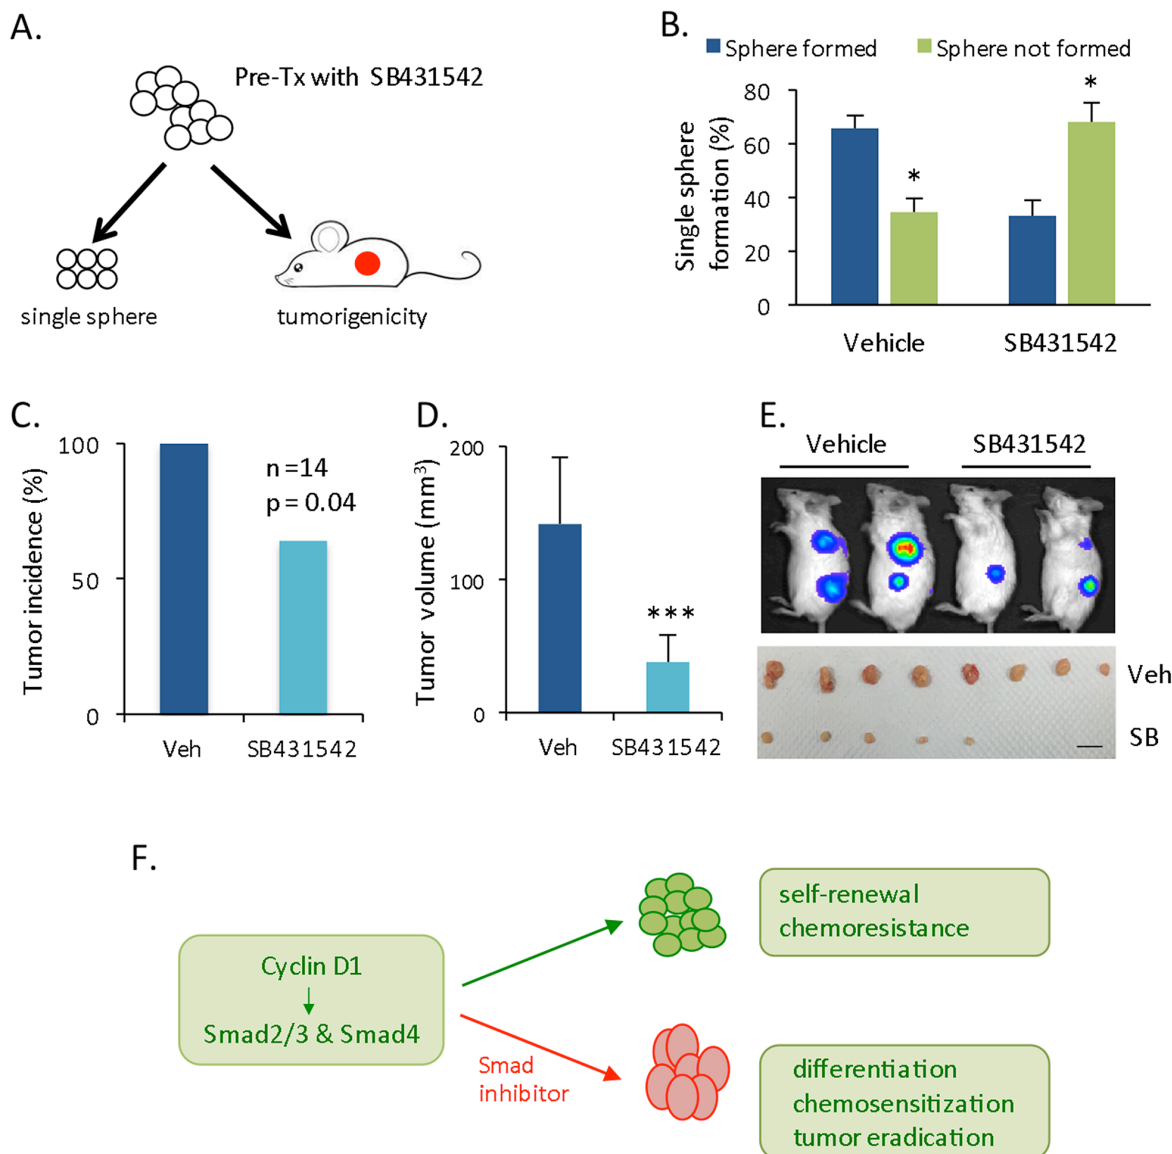 A.
Pre-Tx with SB431542
single sphere
tumorigenicity
B.
Sphere formed
Sphere not formed
Single sphere
formation (%)
80
60
40
20
0
*
*
Vehicle
SB431542
C.
Tumor incidence (%)
100
50
0
n =14
p = 0.04
Veh
SB431542
D.
Tumor volume (mm³)
200
100
0
***
Veh
SB431542
E.
Vehicle
SB431542
Veh
SB
F.
Cyclin D1
Smad2/3 & Smad4
Smad
inhibitor
self-renewal
chemoresistance
differentiation
chemosensitization
tumor eradication